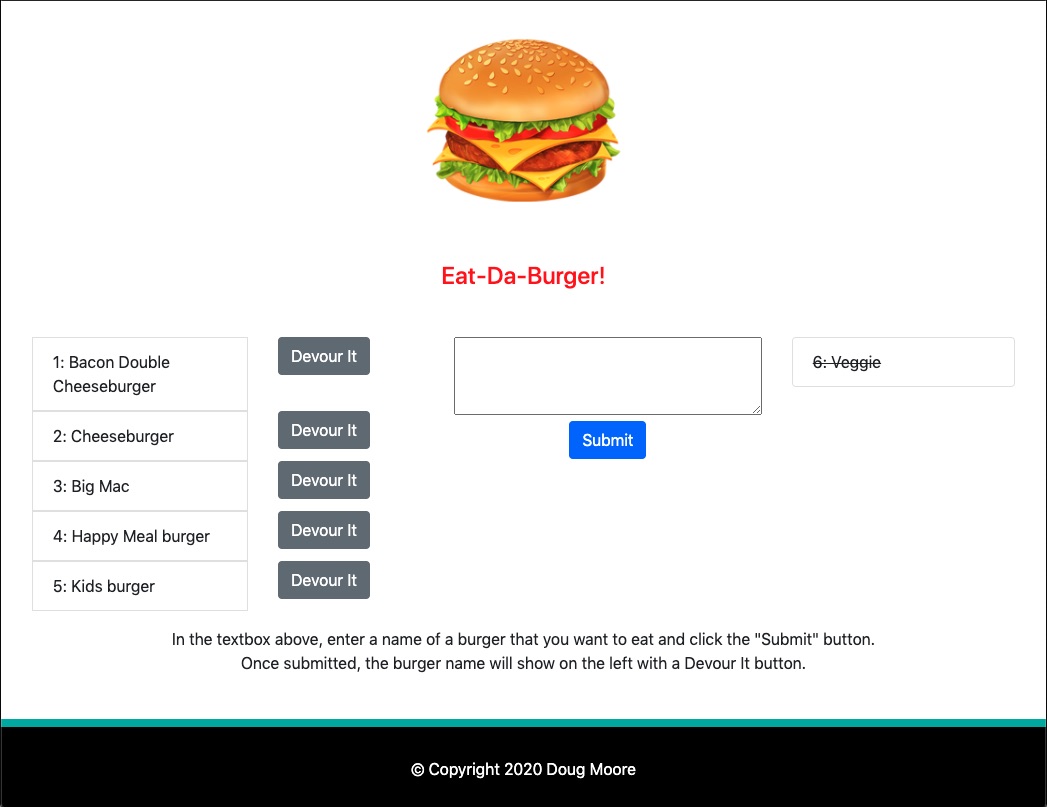 Eat-Da-Burger!
1: Bacon Double
Cheeseburger
Devour It
2: Cheeseburger
Devour It
3: Big Mac
Devour It
4: Happy Meal burger
Devour It
5: Kids burger
Devour It
Submit
6: Veggie
In the textbox above, enter a name of a burger that you want to eat and click the "Submit" button.
Once submitted, the burger name will show on the left with a Devour It button.
© Copyright 2020 Doug Moore